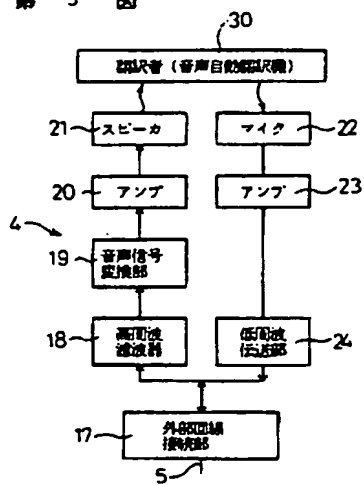 第 3 図
30
翻訳者(音声自動翻訳機)
21
スピーカ
マイク
22
20
アンプ
アンプ
23
4
19
音声信号
変換部
18
高周波
濾波器
低周波
伝送部
24
17
外部回線
接続部
5